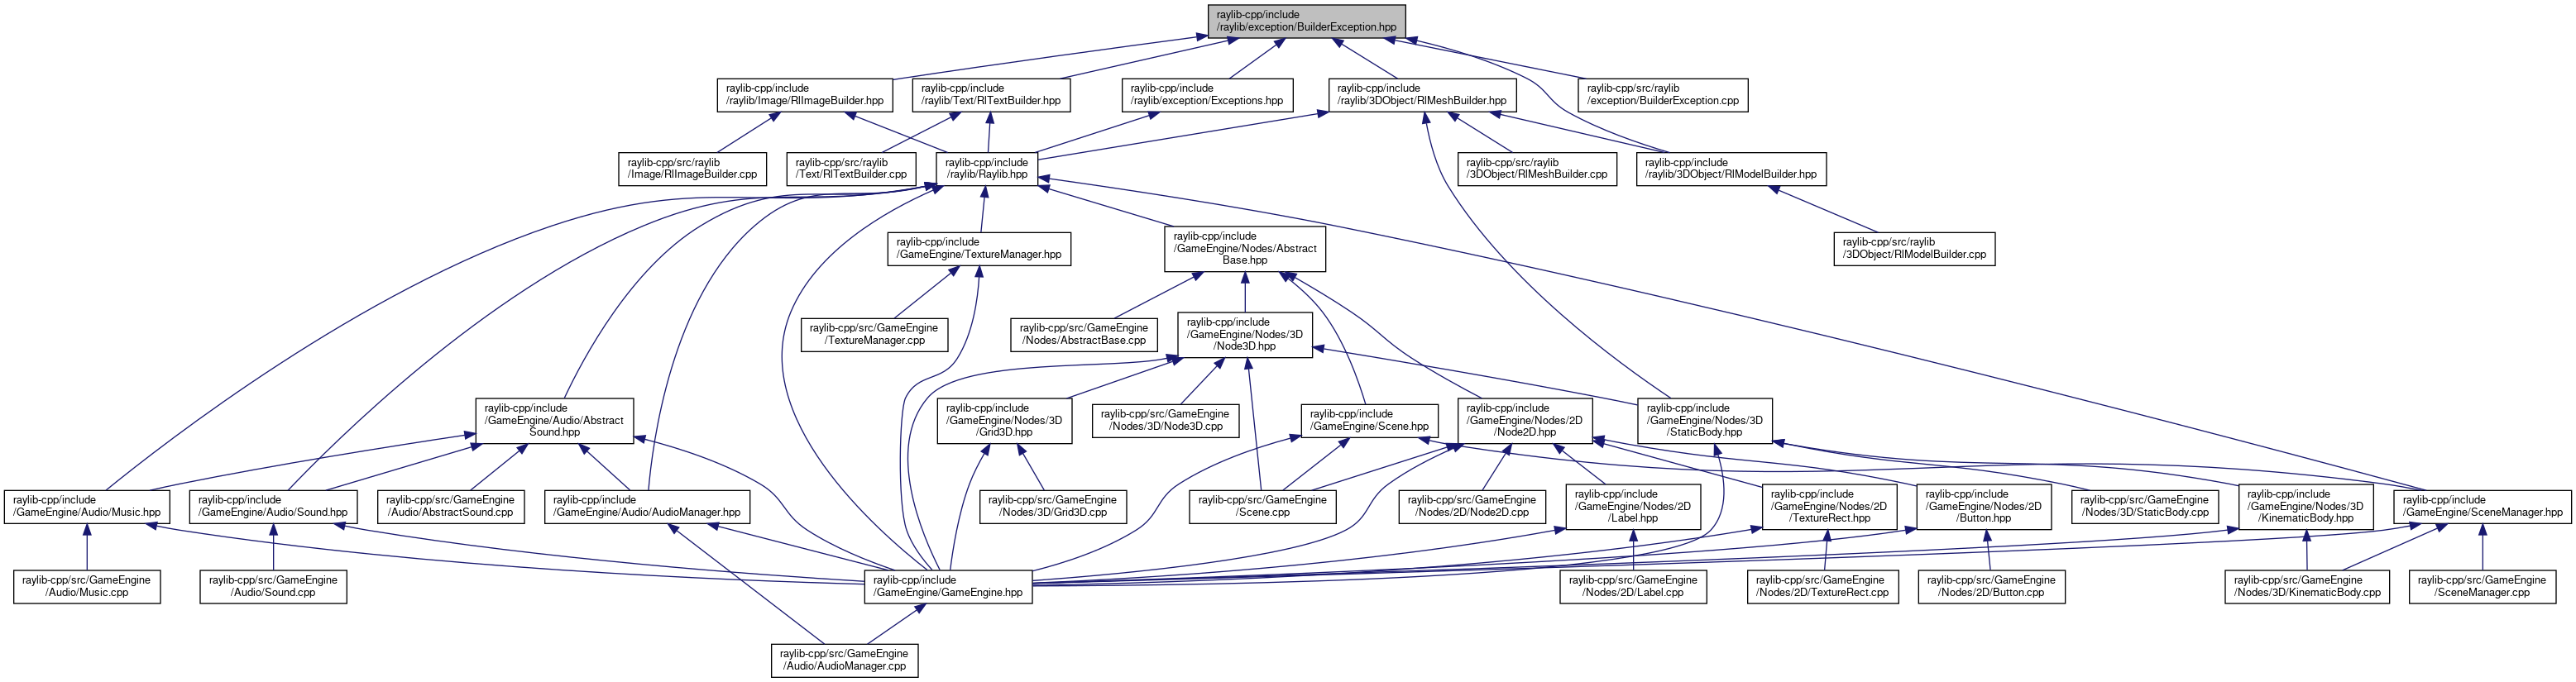 raylib-cpp/include
/raylib/exception/BuilderException.hpp
raylib-cpp/include
/raylib/Image/RlImageBuilder.hpp
raylib-cpp/include
/raylib/Text/RlTextBuilder.hpp
raylib-cpp/include
/raylib/exception/Exceptions.hpp
raylib-cpp/include
/raylib/3DObject/RlMeshBuilder.hpp
raylib-cpp/src/raylib
/exception/BuilderException.cpp
raylib-cpp/src/raylib
/Image/RlImageBuilder.cpp
raylib-cpp/src/raylib
/Text/RlTextBuilder.cpp
raylib-cpp/include
/raylib/Raylib.hpp
raylib-cpp/src/raylib
/3DObject/RlMeshBuilder.cpp
raylib-cpp/include
/raylib/3DObject/RlModelBuilder.hpp
raylib-cpp/include
/GameEngine/TextureManager.hpp
raylib-cpp/include
/GameEngine/Nodes/Abstract
Base.hpp
raylib-cpp/src/raylib
/3DObject/RlModelBuilder.cpp
raylib-cpp/src/GameEngine
/TextureManager.cpp
raylib-cpp/src/GameEngine
/Nodes/AbstractBase.cpp
raylib-cpp/include
/GameEngine/Nodes/3D
/Node3D.hpp
raylib-cpp/include
/GameEngine/Audio/Abstract
Sound.hpp
raylib-cpp/include
/GameEngine/Nodes/3D
/Grid3D.hpp
raylib-cpp/src/GameEngine
/Nodes/3D/Node3D.cpp
raylib-cpp/include
/GameEngine/Scene.hpp
raylib-cpp/include
/GameEngine/Nodes/2D
/Node2D.hpp
raylib-cpp/include
/GameEngine/Nodes/3D
/StaticBody.hpp
raylib-cpp/include
/GameEngine/Audio/Music.hpp
raylib-cpp/include
/GameEngine/Audio/Sound.hpp
raylib-cpp/src/GameEngine
/Audio/AbstractSound.cpp
raylib-cpp/include
/GameEngine/Audio/AudioManager.hpp
raylib-cpp/src/GameEngine
/Nodes/3D/Grid3D.cpp
raylib-cpp/src/GameEngine
/Scene.cpp
raylib-cpp/src/GameEngine
/Nodes/2D/Node2D.cpp
raylib-cpp/include
/GameEngine/Nodes/2D
/Label.hpp
raylib-cpp/include
/GameEngine/Nodes/2D
/TextureRect.hpp
raylib-cpp/include
/GameEngine/Nodes/2D
/Button.hpp
raylib-cpp/src/GameEngine
/Nodes/3D/StaticBody.cpp
raylib-cpp/include
/GameEngine/Nodes/3D
/KinematicBody.hpp
raylib-cpp/include
/GameEngine/SceneManager.hpp
raylib-cpp/src/GameEngine
/Audio/Music.cpp
raylib-cpp/src/GameEngine
/Audio/Sound.cpp
raylib-cpp/include
/GameEngine/GameEngine.hpp
raylib-cpp/src/GameEngine
/Nodes/2D/Label.cpp
raylib-cpp/src/GameEngine
/Nodes/2D/TextureRect.cpp
raylib-cpp/src/GameEngine
/Nodes/2D/Button.cpp
raylib-cpp/src/GameEngine
/Nodes/3D/KinematicBody.cpp
raylib-cpp/src/GameEngine
/SceneManager.cpp
raylib-cpp/src/GameEngine
/Audio/AudioManager.cpp